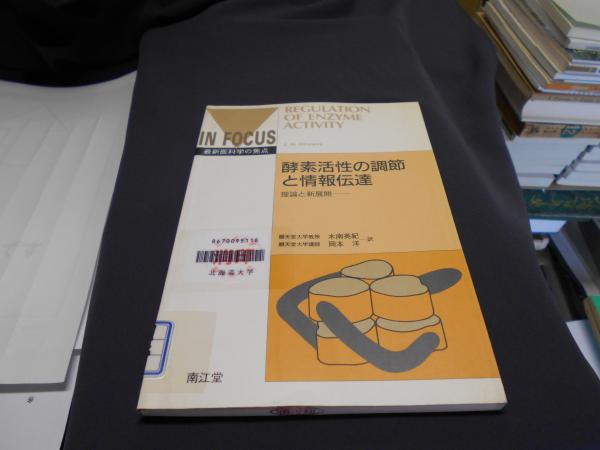 REGULATION
OF ENZYME
ACTIVITY
IN FOCUS
最新医科学の焦点
酵素活性の調節
と情報伝達
理論と新展開
順天堂大学教授 木南英紀
順天堂大学講師 岡本 洋 訳
北海道大学
南江堂